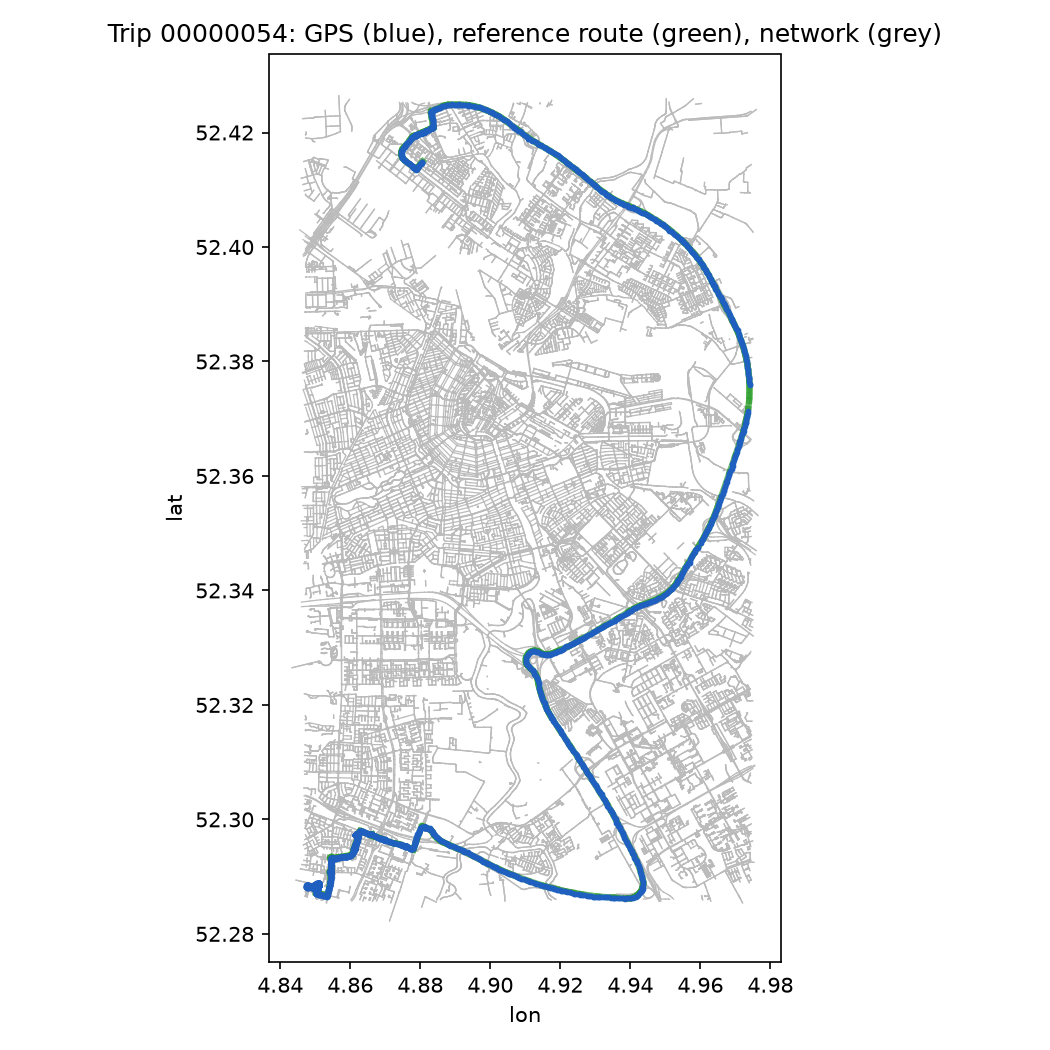 Trip 00000054: GPS (blue), reference route (green), network (grey)
52.42
52.40
52.38
52.36
52.34
52.32
52.30
52.28
lat
4.84 4.86 4.88 4.90 4.92 4.94 4.96 4.98
lon